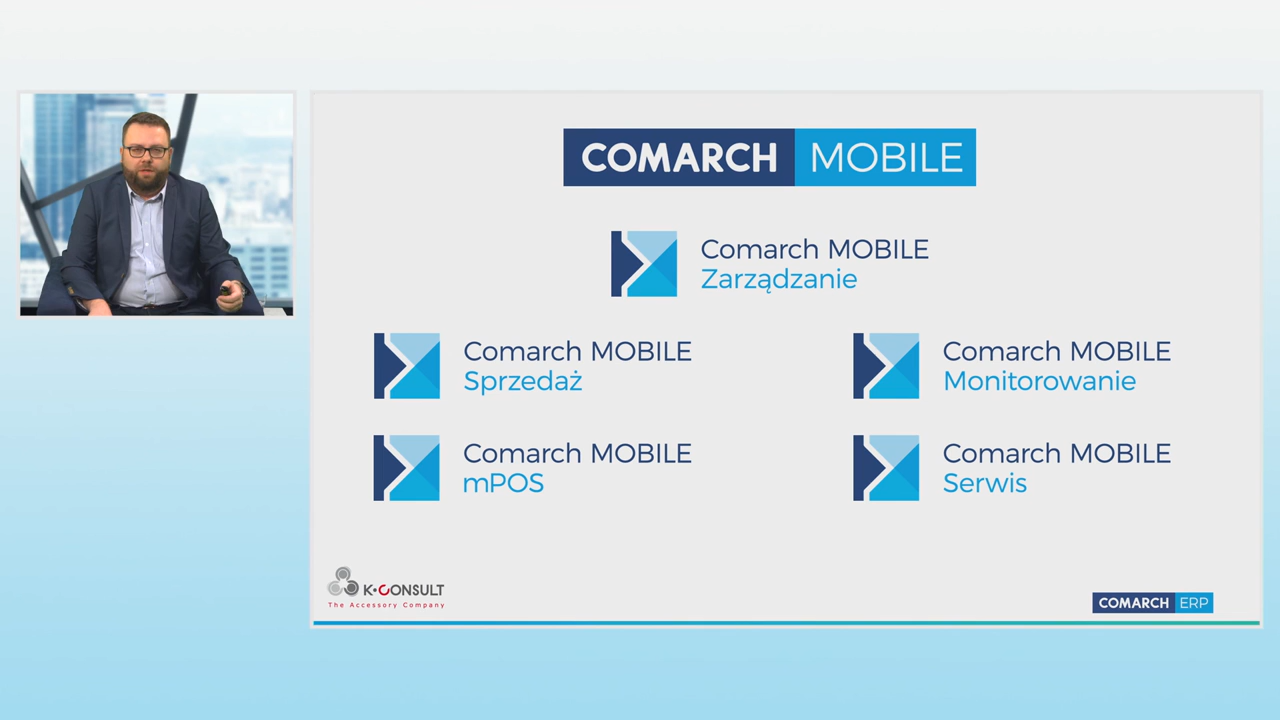 COMARCH MOBILE
Comarch MOBILE
Zarządzanie
Comarch MOBILE
Sprzedaż
Comarch MOBILE
Monitorowanie
Comarch MOBILE
mPOS
Comarch MOBILE
Serwis
K·CONSULT
The Accessory Company
COMARCH ERP